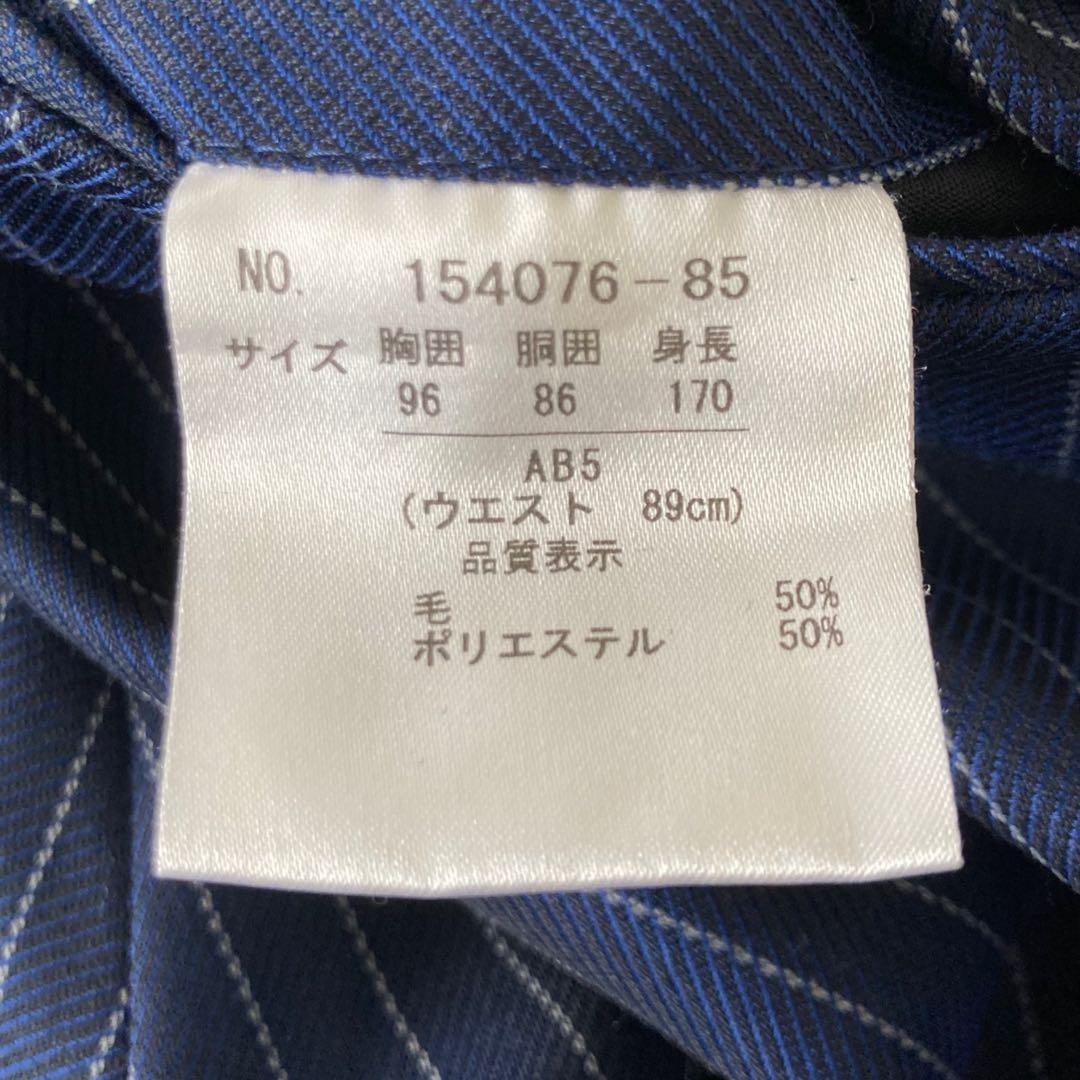 NO. 154076-85
サイズ 胸囲 胴囲 身長
96 86 170
AB5
(ウエスト 89cm)
品質表示
毛 50%
ポリエステル 50%